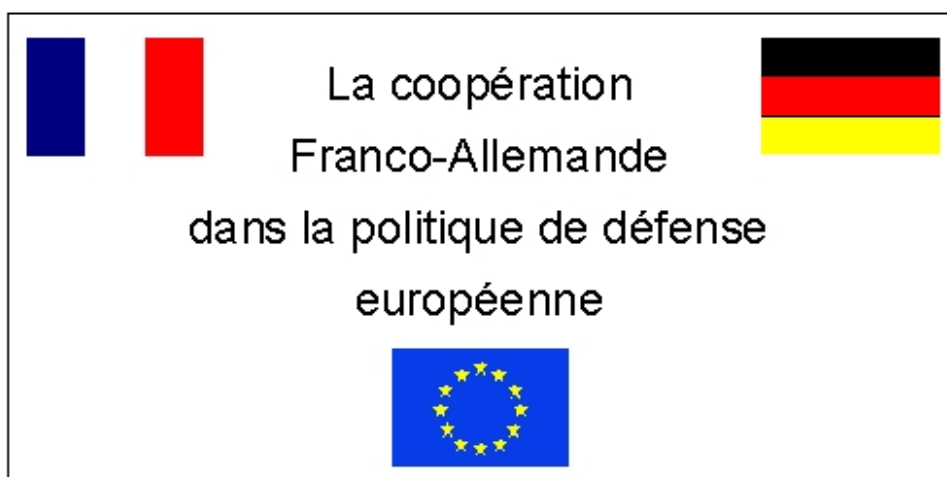 La coopération
Franco-Allemande
dans la politique de défense
européenne